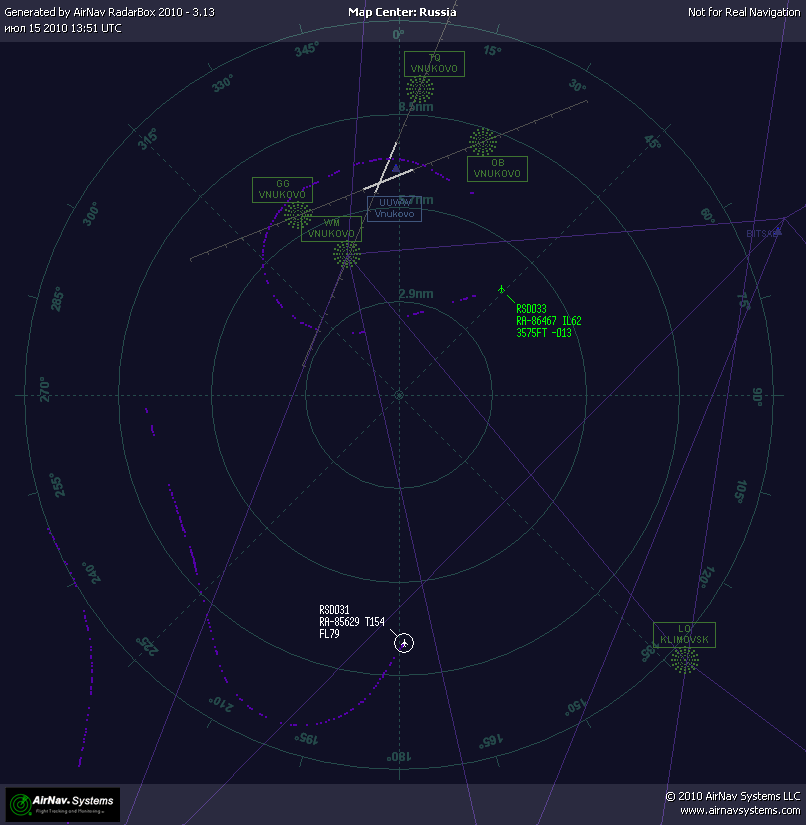 Generated by AirNav RadarBox 2010 - 3.13
Map Center: Russia
Not for Real Navigation
июл 15 2010 13:51 UTC
0°
345°
15°
TQ
VNUKOVO
330°
30°
8.5nm
315°
45°
OB
VNUKOVO
GG
VNUKOVO
UUWW
Vnukovo
300°
60°
WM
VNUKOVO
285°
75°
2.9nm
RSD033
RA-86467 IL62
3575FT -013
270°
90°
255°
105°
240°
120°
RSD031
RA-85629 T154
FL79
LO
KLIMOVSK
225°
135°
210°
150°
195°
165°
180°
AirNav Systems
Flight Tracking and Monitoring
© 2010 AirNav Systems LLC
www.airnavsystems.com